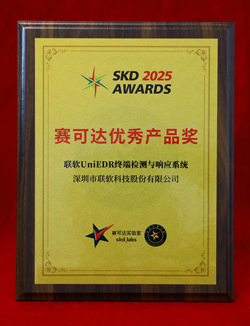 SKD 2025
AWARDS
赛可达优秀产品奖
联软UniEDR终端检测与响应系统
深圳市联软科技股份有限公司
赛可达实验室
skd_labs